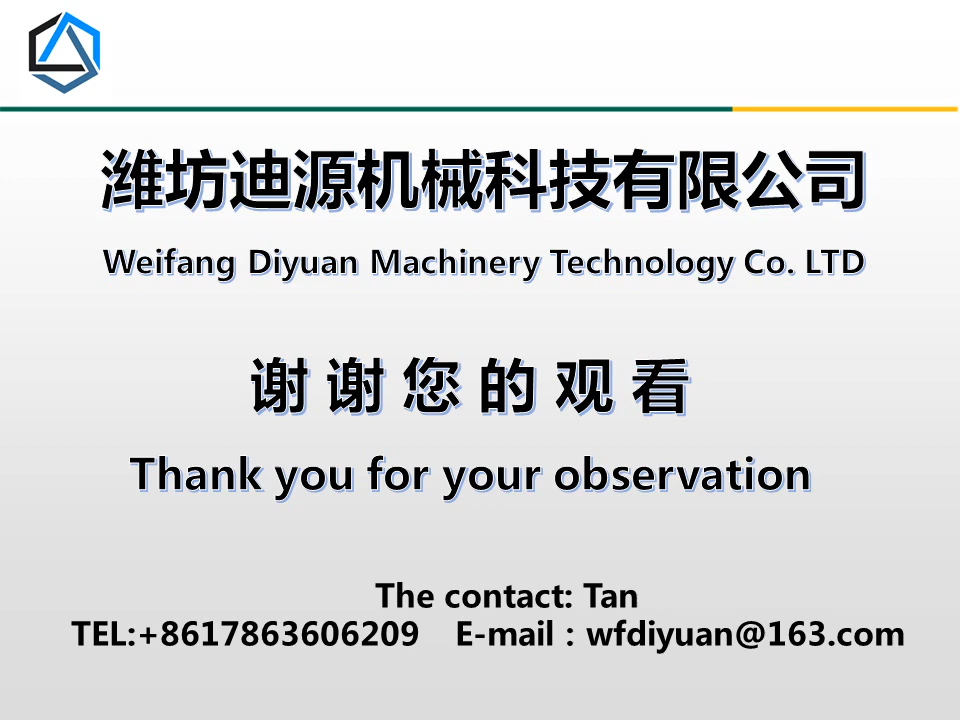 潍坊迪源机械科技有限公司
Weifang Diyuan Machinery Technology Co. LTD
谢谢您的观看
Thank you for your observation
The contact: Tan
TEL:+8617863606209 E-mail：wfdiyuan@163.com